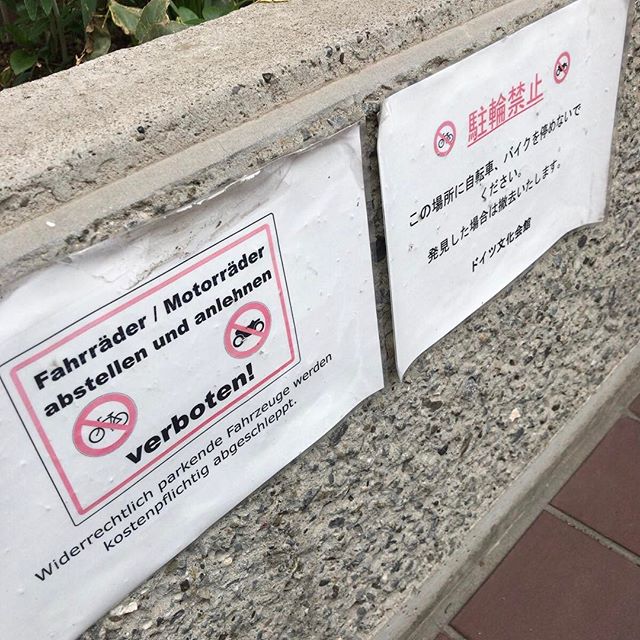 Fahrräder / Motorräder
abstellen und anlehnen
verboten!
Widerrechtlich parkende Fahrzeuge werden
kostenpflichtig abgeschleppt.
駐輪禁止
この場所に自転車、バイクを停めないで
ください。
発見した場合は撤去いたします。
ドイツ文化会館